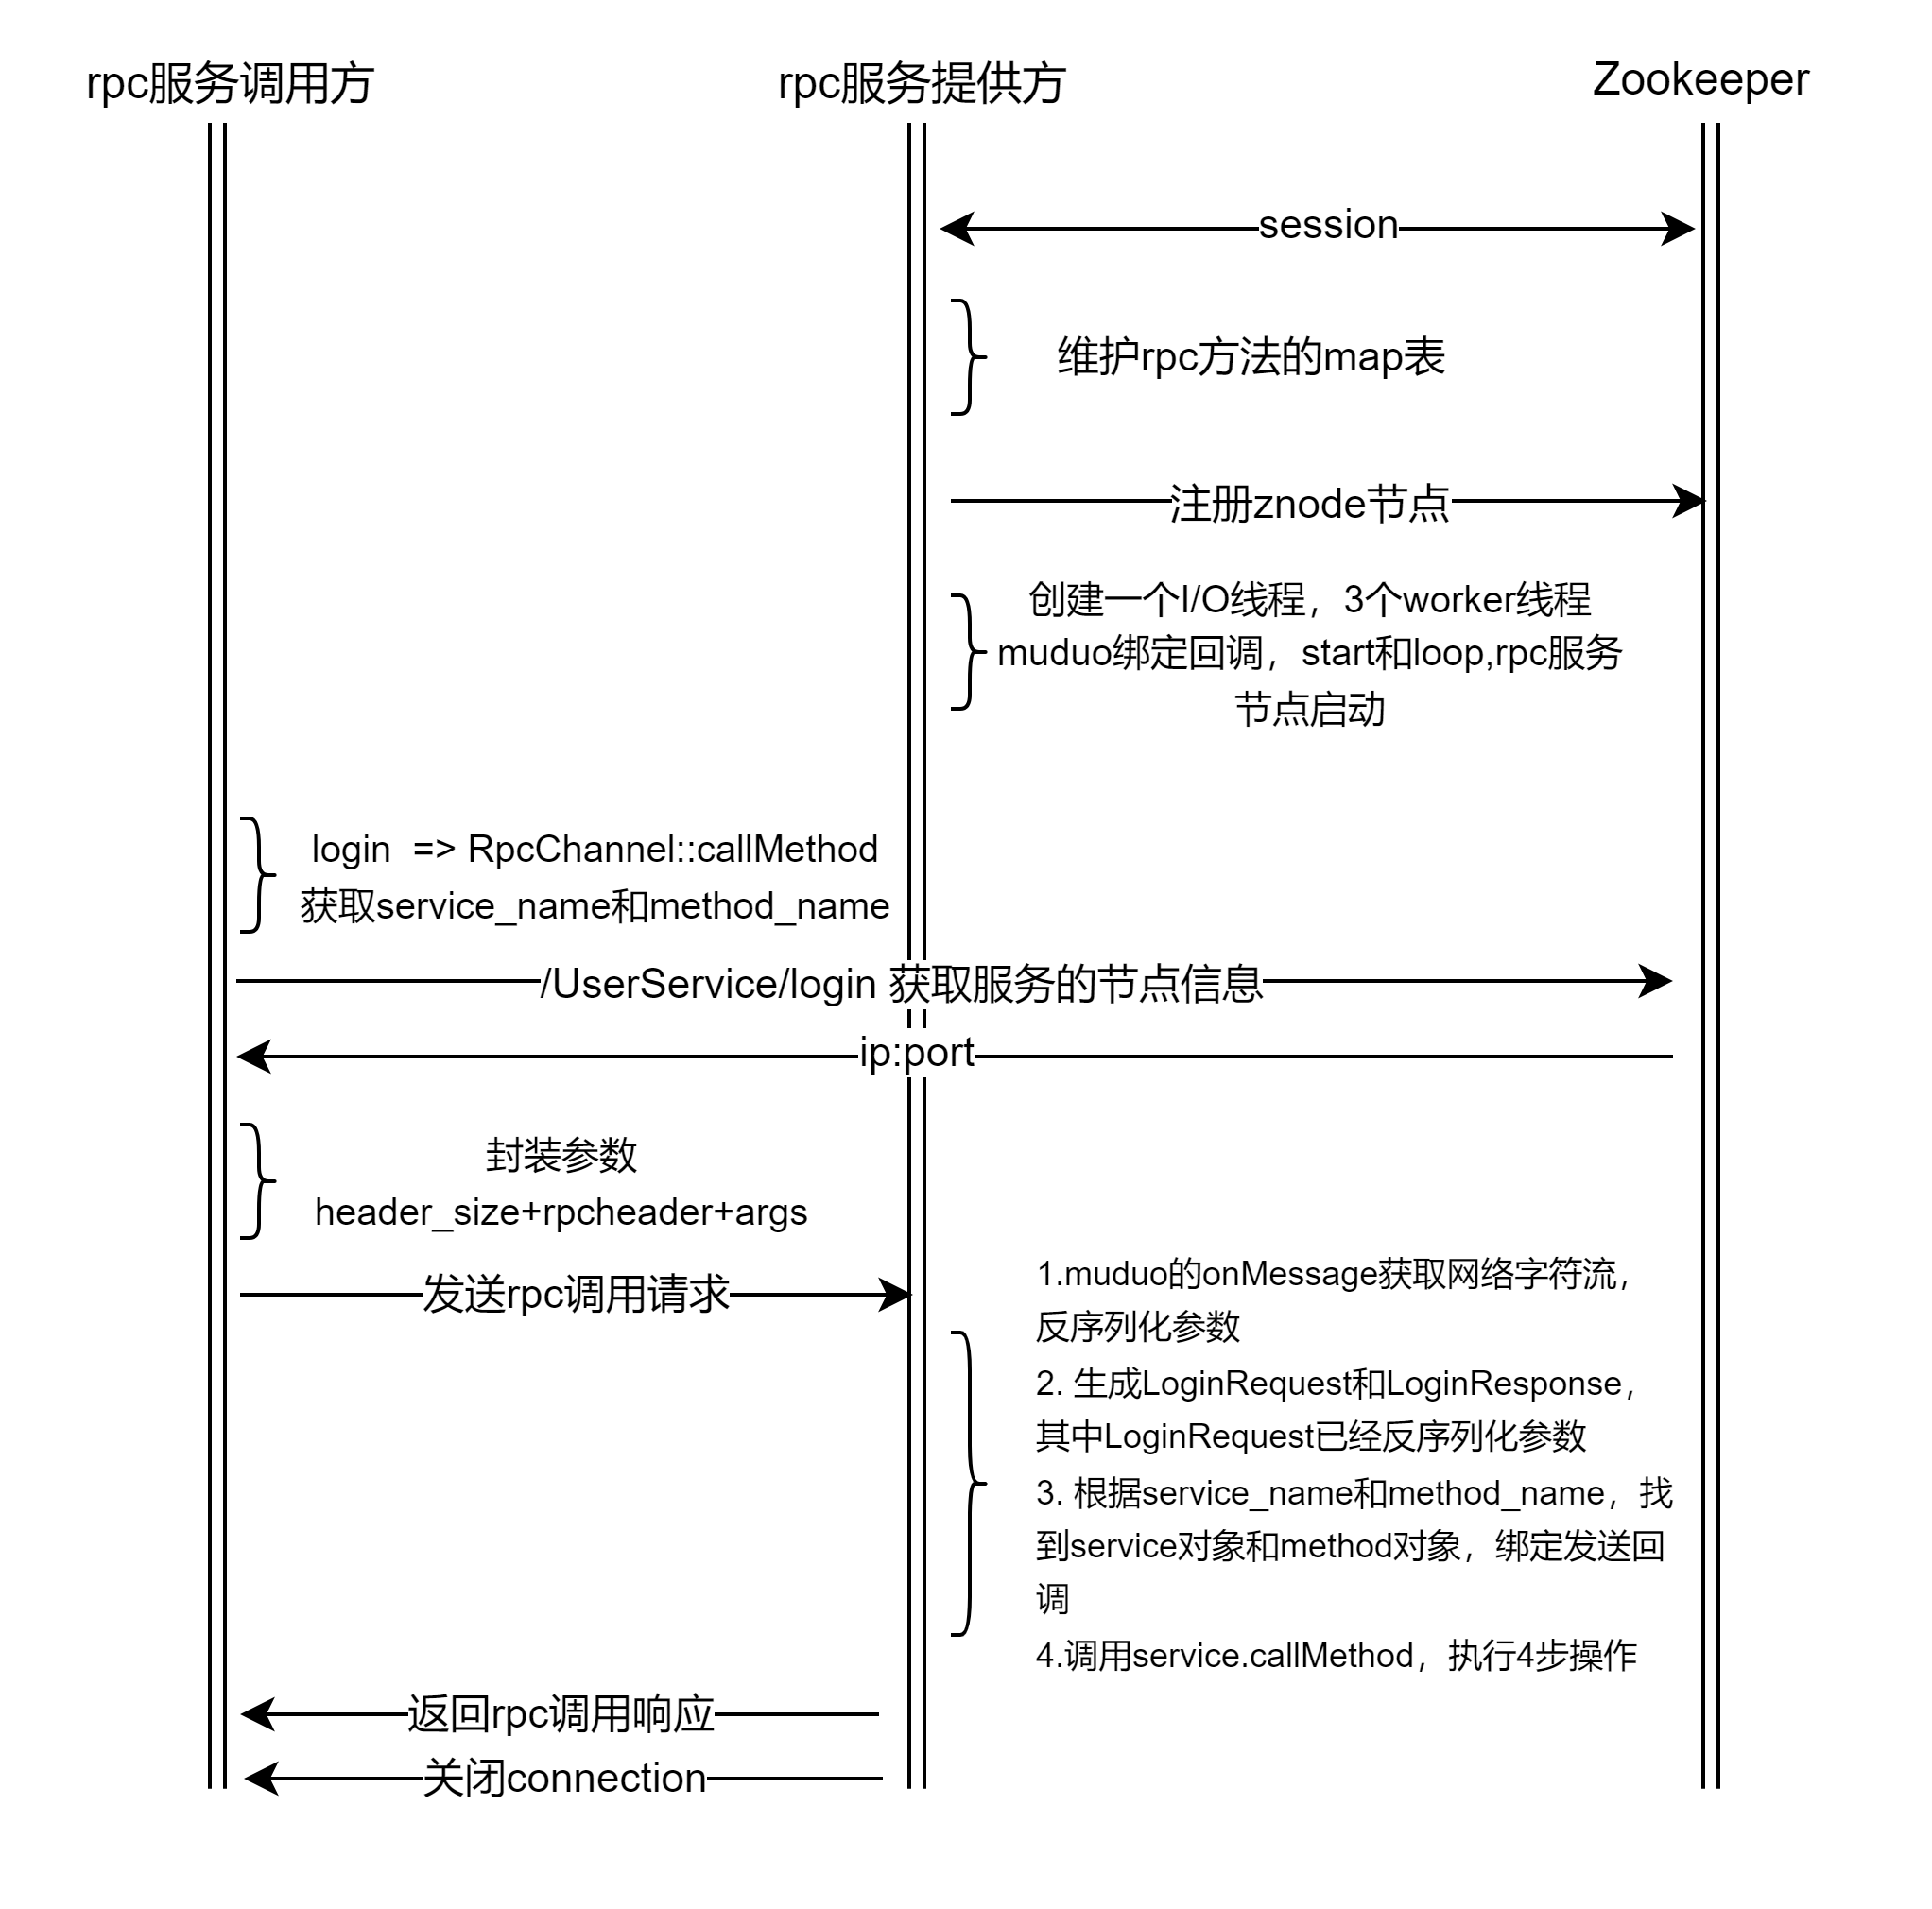 rpc服务调用方
rpc服务提供方
Zookeeper
session
维护rpc方法的map表
注册znode节点
创建一个I/O线程，3个worker线程
muduo绑定回调，start和loop,rpc服务
节点启动
login  => RpcChannel::callMethod
获取service_name和method_name
/UserService/login 获取服务的节点信息
ip:port
封装参数
header_size+rpcheader+args
发送rpc调用请求
1.muduo的onMessage获取网络字符流，
反序列化参数
2. 生成LoginRequest和LoginResponse，
其中LoginRequest已经反序列化参数
3. 根据service_name和method_name，找
到service对象和method对象，绑定发送回
调
4.调用service.callMethod，执行4步操作
返回rpc调用响应
关闭connection